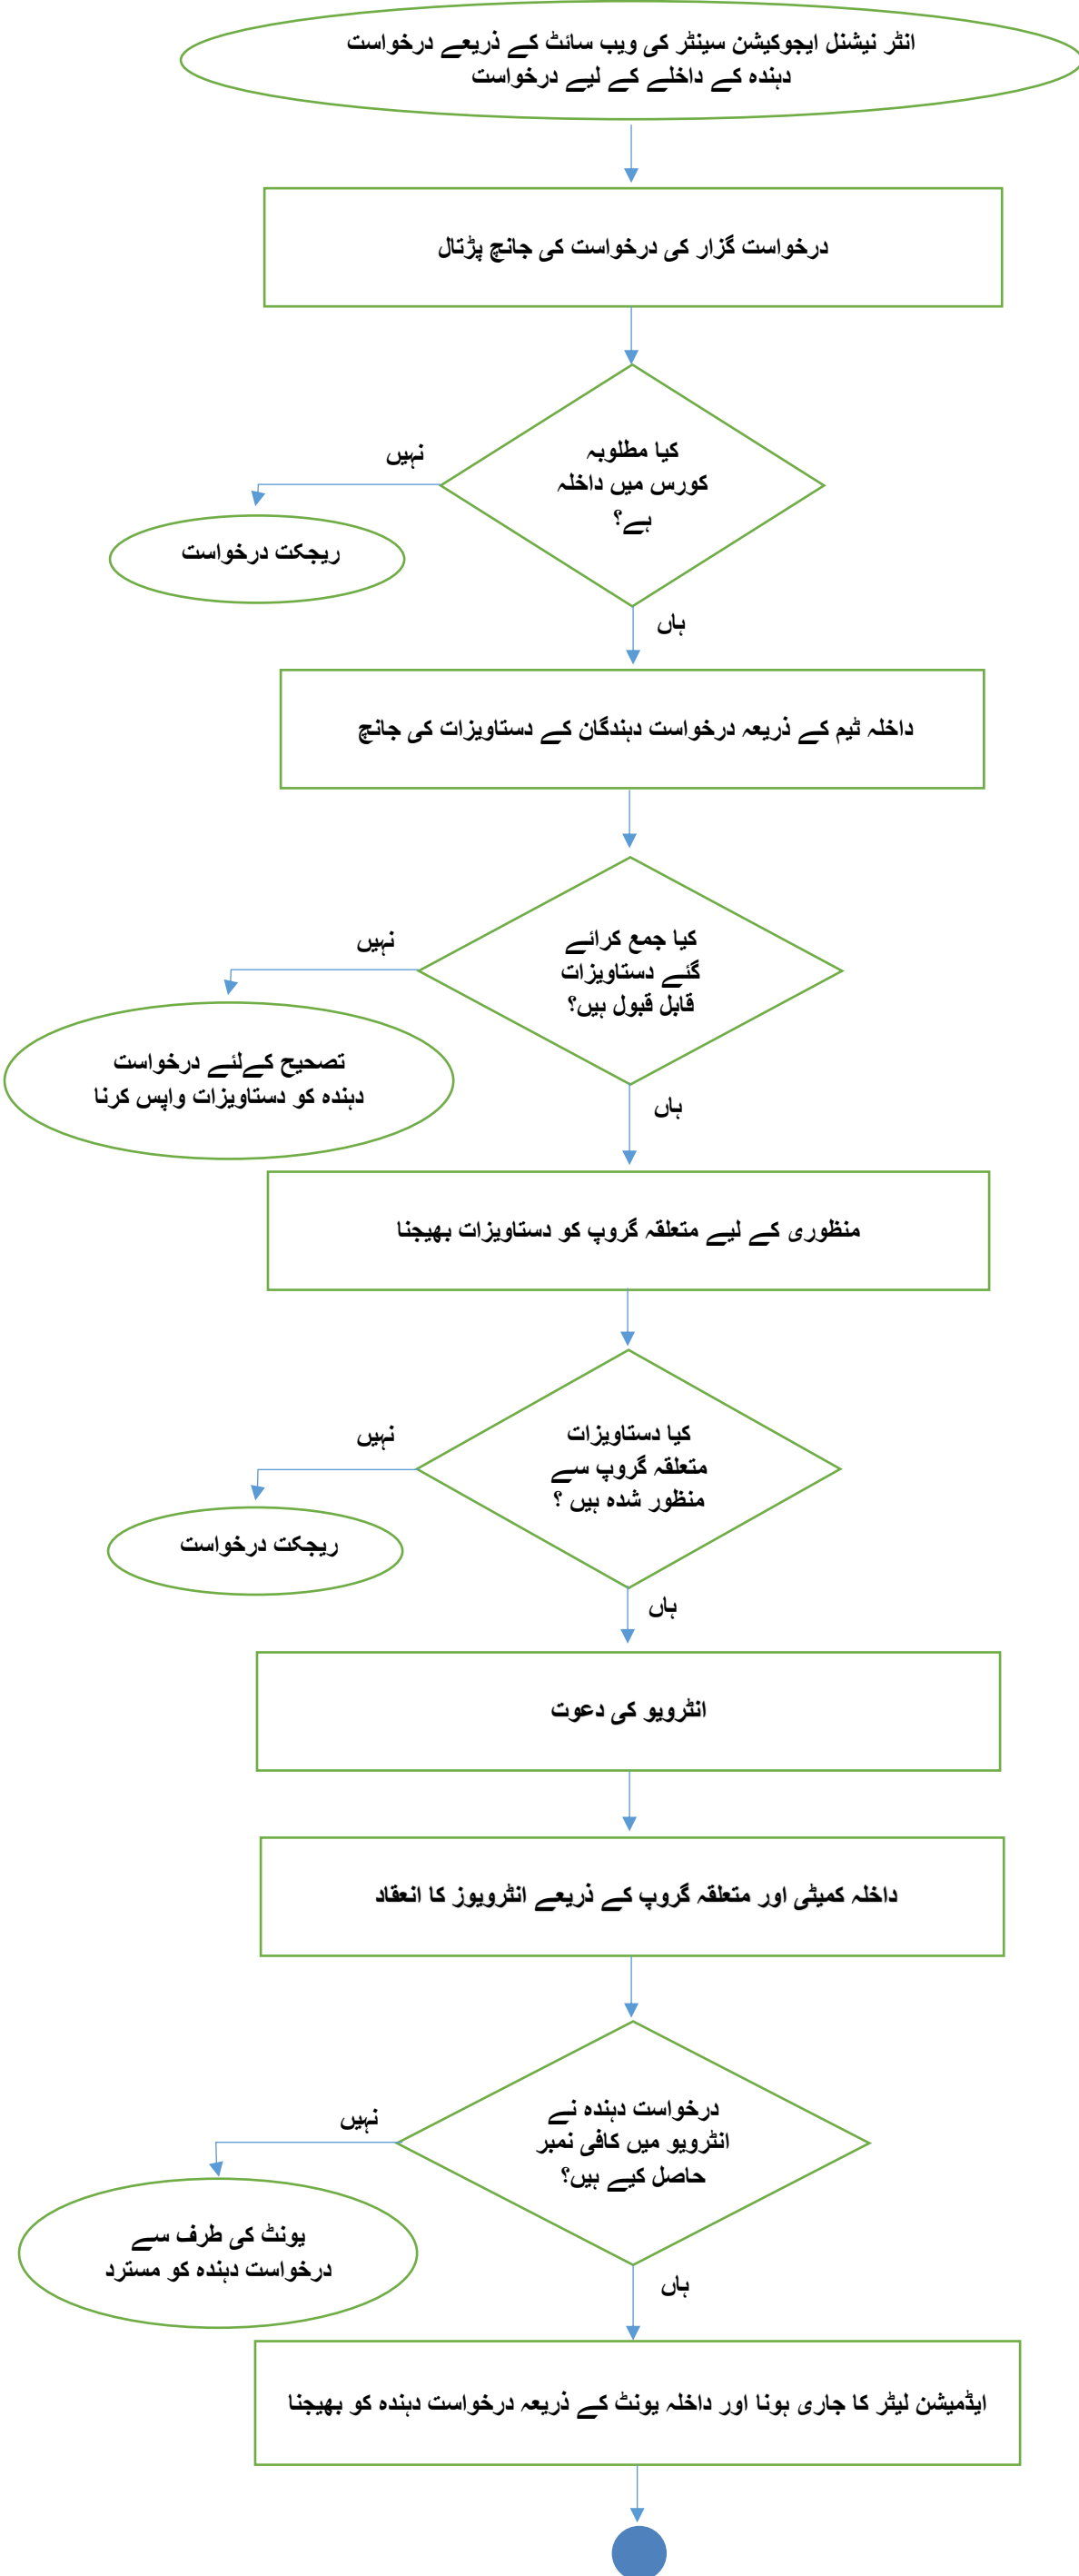 انٹر نیشنل ایجوکیشن سینٹر کی ویب سائٹ کے ذریعے درخواست
دہندہ کے داخلے کے لیے درخواست
درخواست گزار کی درخواست کی جانچ پڑتال
کیا مطلوبہ
کورس میں داخلہ
ہے؟
نہیں
ریجکت درخواست
ہاں
داخلہ ٹیم کے ذریعہ درخواست دہندگان کے دستاویزات کی جانچ
کیا جمع کرائے
گئے دستاویزات
قابل قبول ہیں؟
نہیں
تصحیح کےلئے درخواست
دہندہ کو دستاویزات واپس کرنا
ہاں
منظوری کے لیے متعلقہ گروپ کو دستاویزات بھیجنا
کیا دستاویزات
متعلقہ گروپ سے
منظور شدہ ہیں ؟
نہیں
ریجکت درخواست
ہاں
انٹرویو کی دعوت
داخلہ کمیٹی اور متعلقہ گروپ کے ذریعے انٹرویوز کا انعقاد
درخواست دہندہ نے
انٹرویو میں کافی نمبر
حاصل کیے ہیں؟
نہیں
یونٹ کی طرف سے
درخواست دہندہ کو مسترد
ہاں
ایڈمیشن لیٹر کا جاری ہونا اور داخلہ یونٹ کے ذریعہ درخواست دہندہ کو بھیجنا